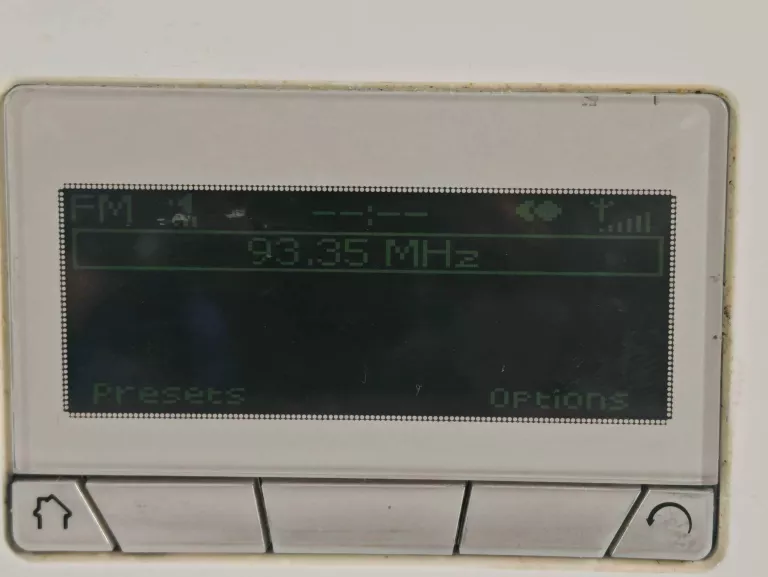 FM --:--
93.35 MHz
Presets Options